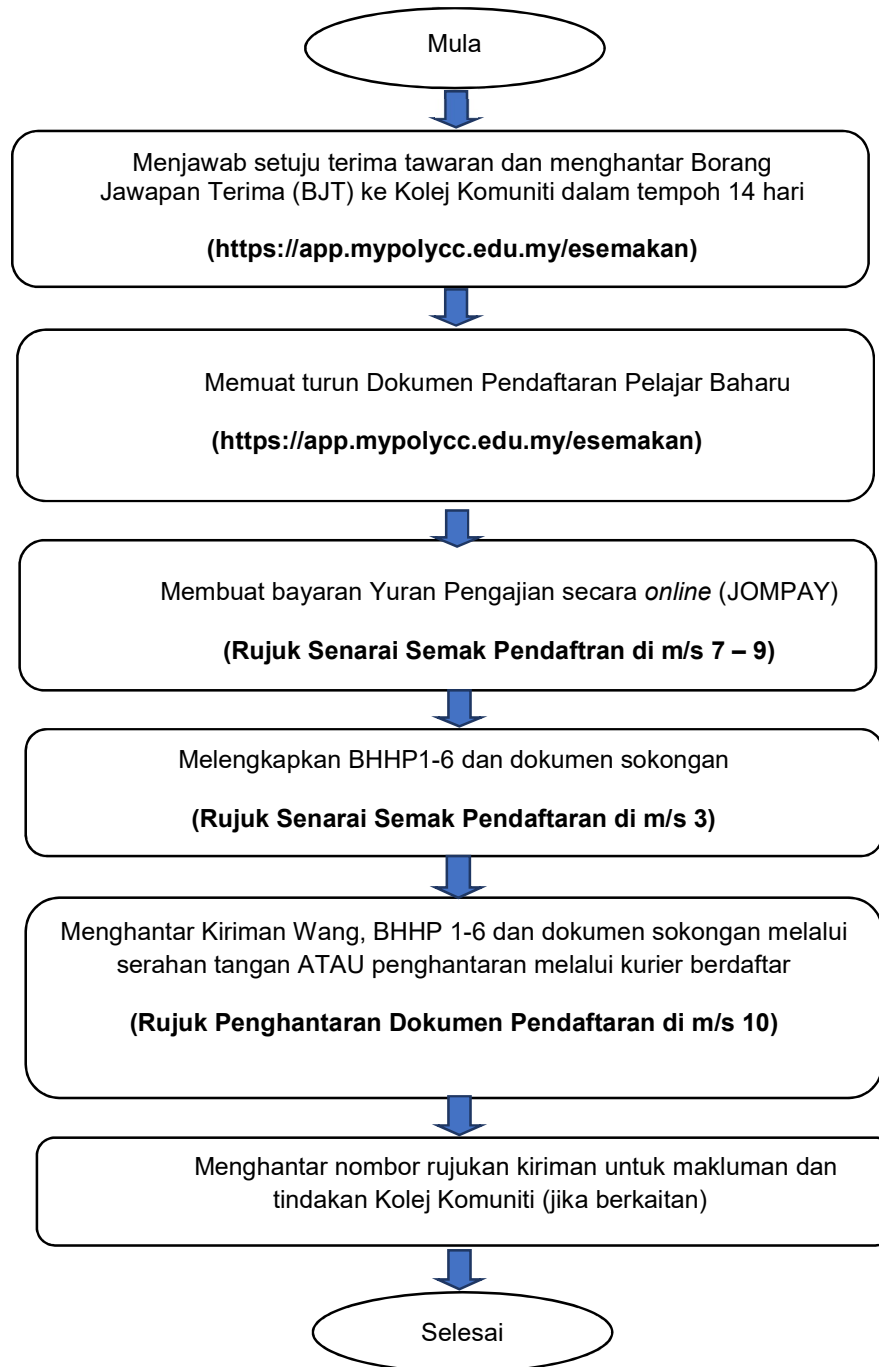 Mula
Menjawab setuju terima tawaran dan menghantar Borang
Jawapan Terima (BJT) ke Kolej Komuniti dalam tempoh 14 hari
(https://app.mypolycc.edu.my/esemakan)
Memuat turun Dokumen Pendaftaran Pelajar Baharu
(https://app.mypolycc.edu.my/esemakan)
Membuat bayaran Yuran Pengajian secara online (JOMPAY)
(Rujuk Senarai Semak Pendaftran di m/s 7 – 9)
Melengkapkan BHHP1-6 dan dokumen sokongan
(Rujuk Senarai Semak Pendaftaran di m/s 3)
Menghantar Kiriman Wang, BHHP 1-6 dan dokumen sokongan melalui
serahan tangan ATAU penghantaran melalui kurier berdaftar
(Rujuk Penghantaran Dokumen Pendaftaran di m/s 10)
Menghantar nombor rujukan kiriman untuk makluman dan
tindakan Kolej Komuniti (jika berkaitan)
Selesai